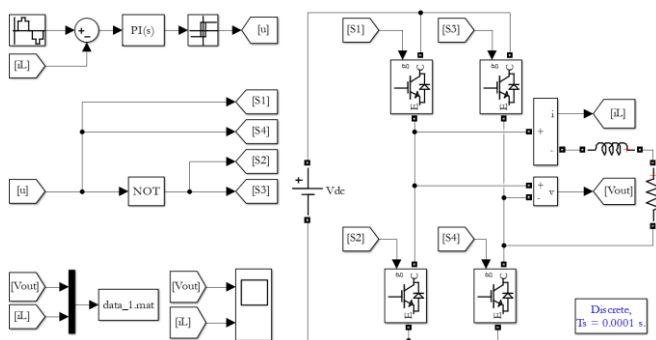 [iL]
+
−
PI(s)
[u]
[u]
NOT
[S1]
[S4]
[S2]
[S3]
[Vout]
[iL]
data_1.mat
[Vout]
[iL]
+
Vdc
[S1]
g
C
E
[S3]
g
C
E
[S2]
g
C
E
[S4]
g
C
E
i
+
-
[iL]
+
-
v
[Vout]
+
+
Discrete,
Ts = 0.0001 s.